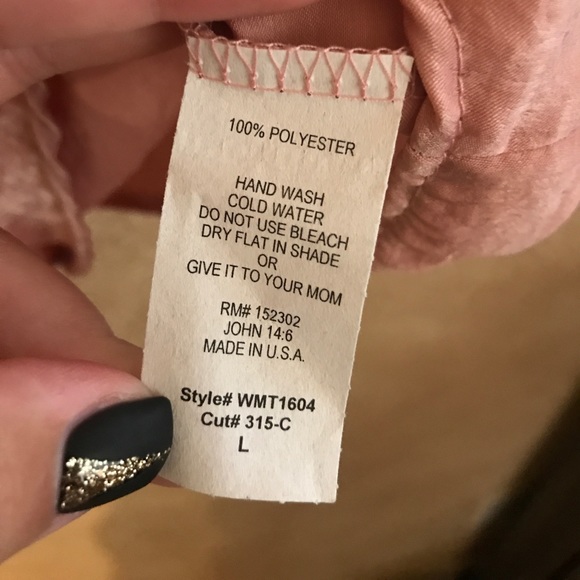 100% POLYESTER
HAND WASH
COLD WATER
DO NOT USE BLEACH
DRY FLAT IN SHADE
OR
GIVE IT TO YOUR MOM
RM# 152302
JOHN 14:6
MADE IN U.S.A.
Style# WMT1604
Cut# 315-C
L